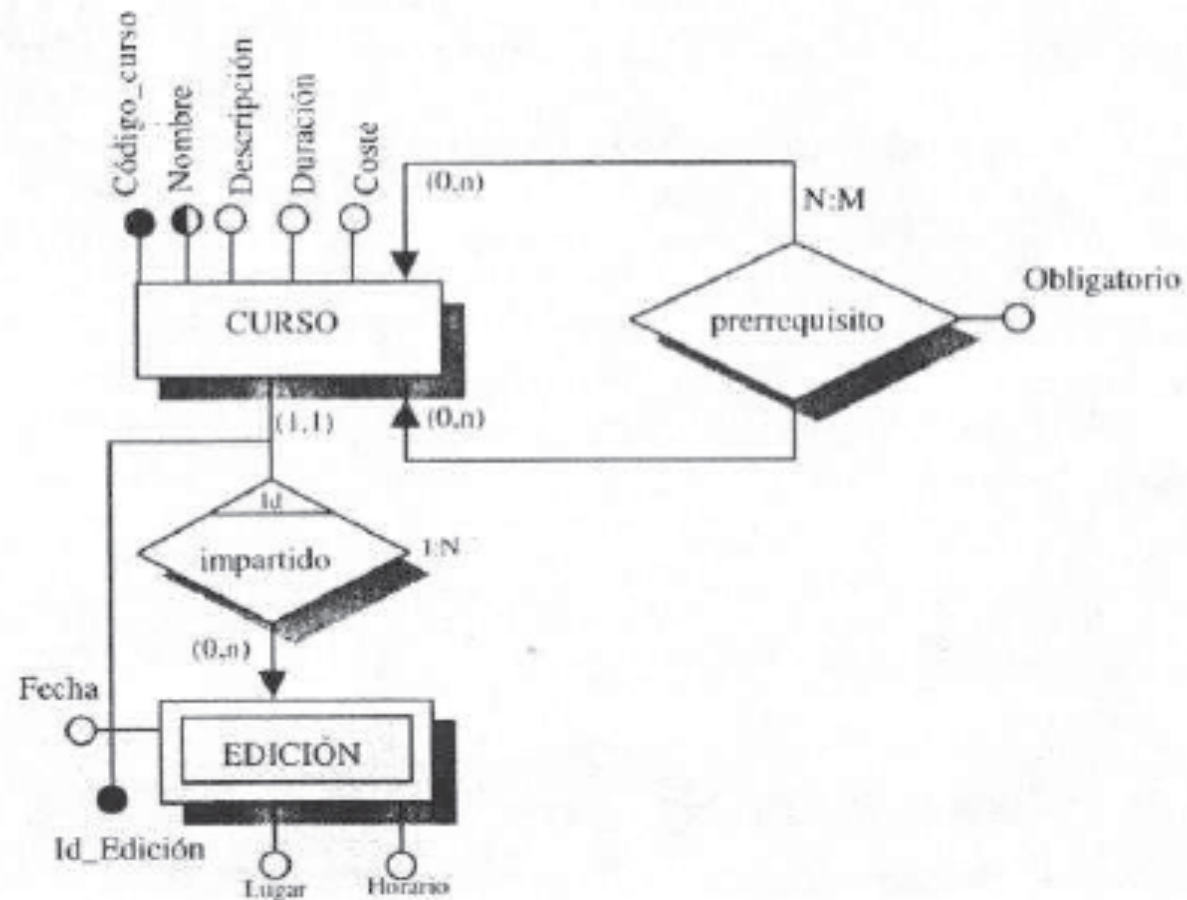 Código_curso
Nombre
Descripción
Duración
Coste
(0,n)
N:M
Obligatorio
CURSO
prerrequisito
(1,1)
(0,n)
Id
impartido
1:N
(0,n)
Fecha
EDICIÓN
Id_Edición
Lugar
Horario